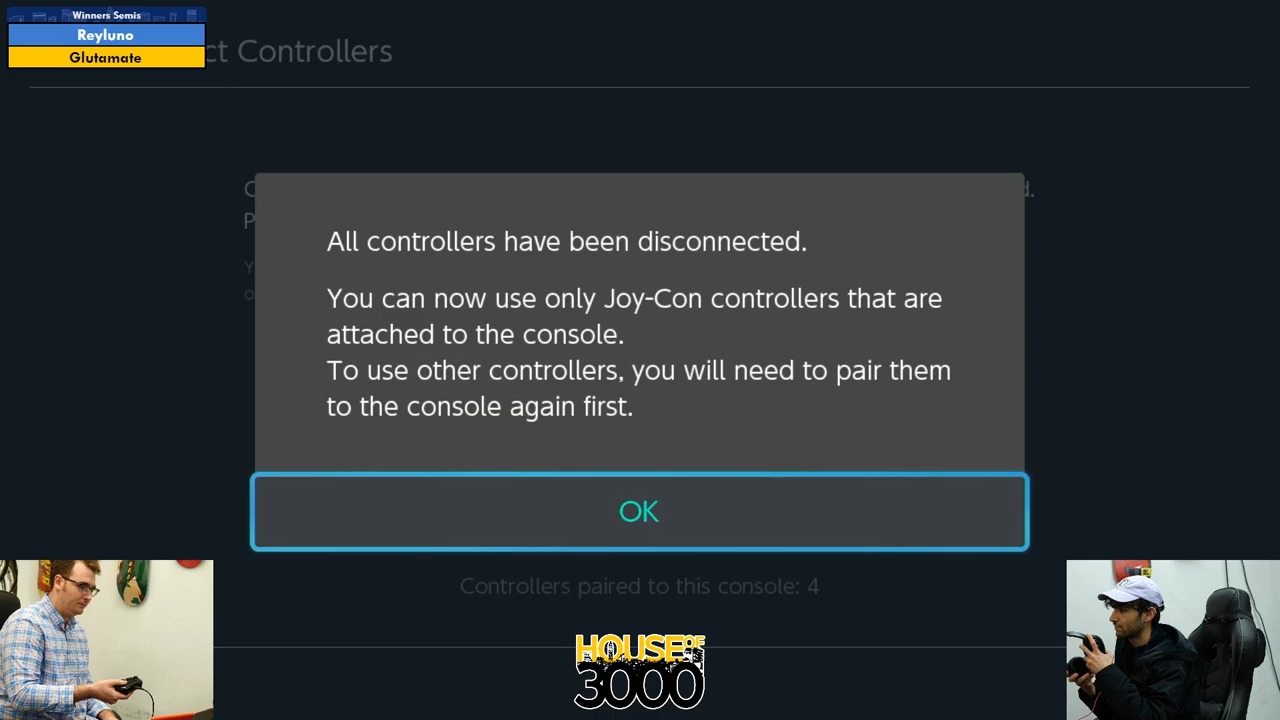 Winners Semis
Reyluno
Glutamate
ct Controllers
All controllers have been disconnected.
You can now use only Joy-Con controllers that are
attached to the console.
To use other controllers, you will need to pair them
to the console again first.
OK
Controllers paired to this console: 4
HOUSE OF
3000